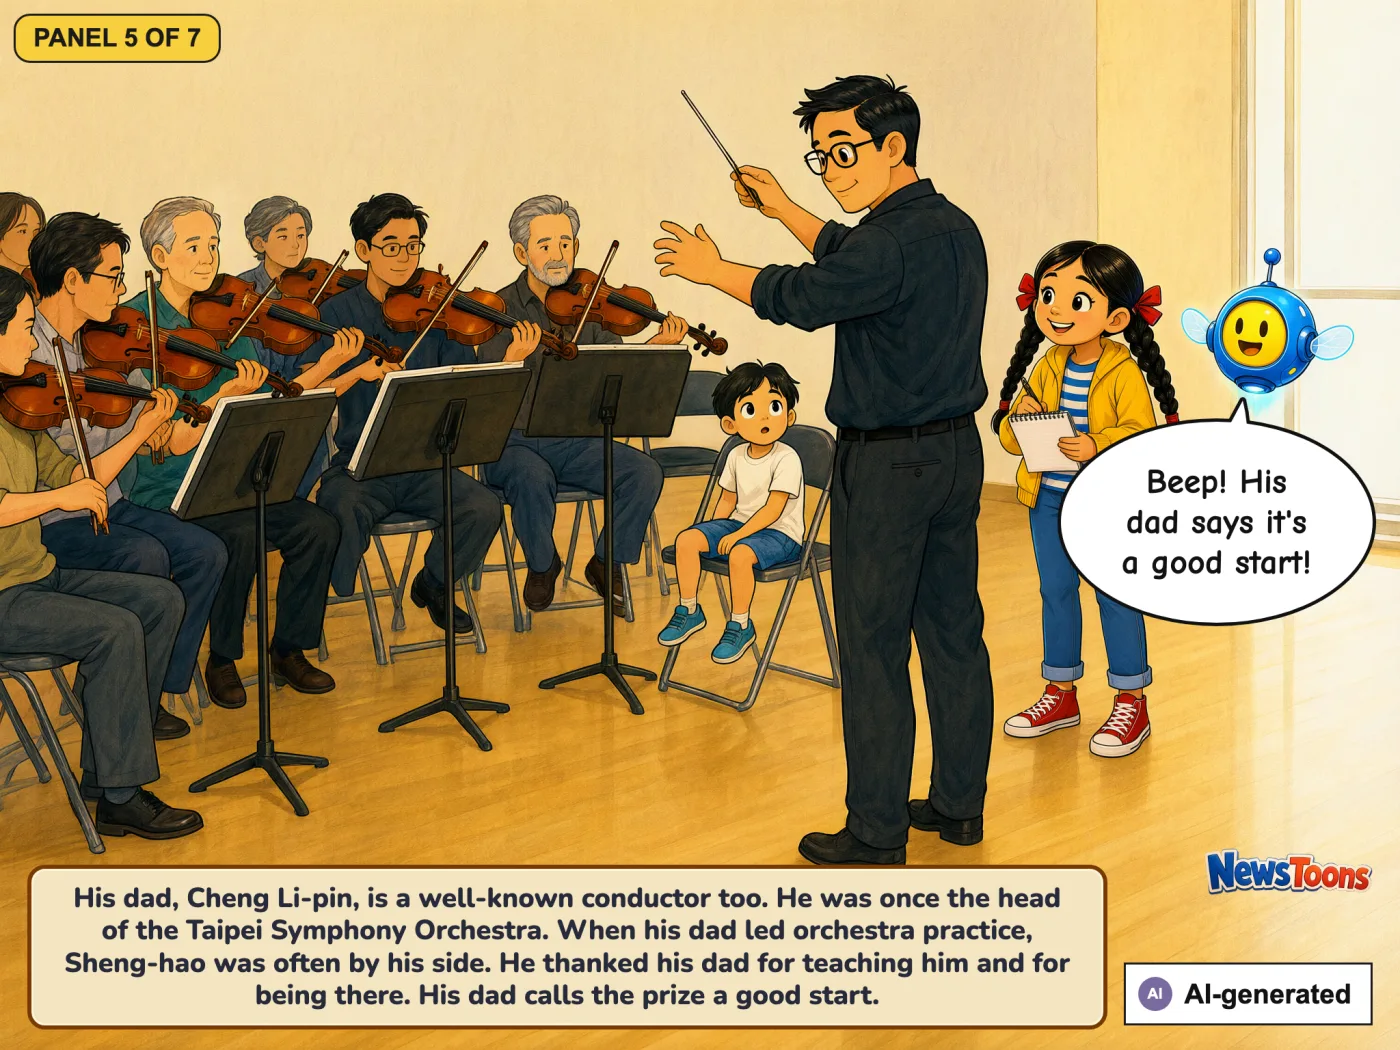 PANEL 5 OF 7
Beep! His
dad says it's
a good start!
NewsToons
His dad, Cheng Li-pin, is a well-known conductor too. He was once the head
of the Taipei Symphony Orchestra. When his dad led orchestra practice,
Sheng-hao was often by his side. He thanked his dad for teaching him and for
being there. His dad calls the prize a good start.
AI AI-generated